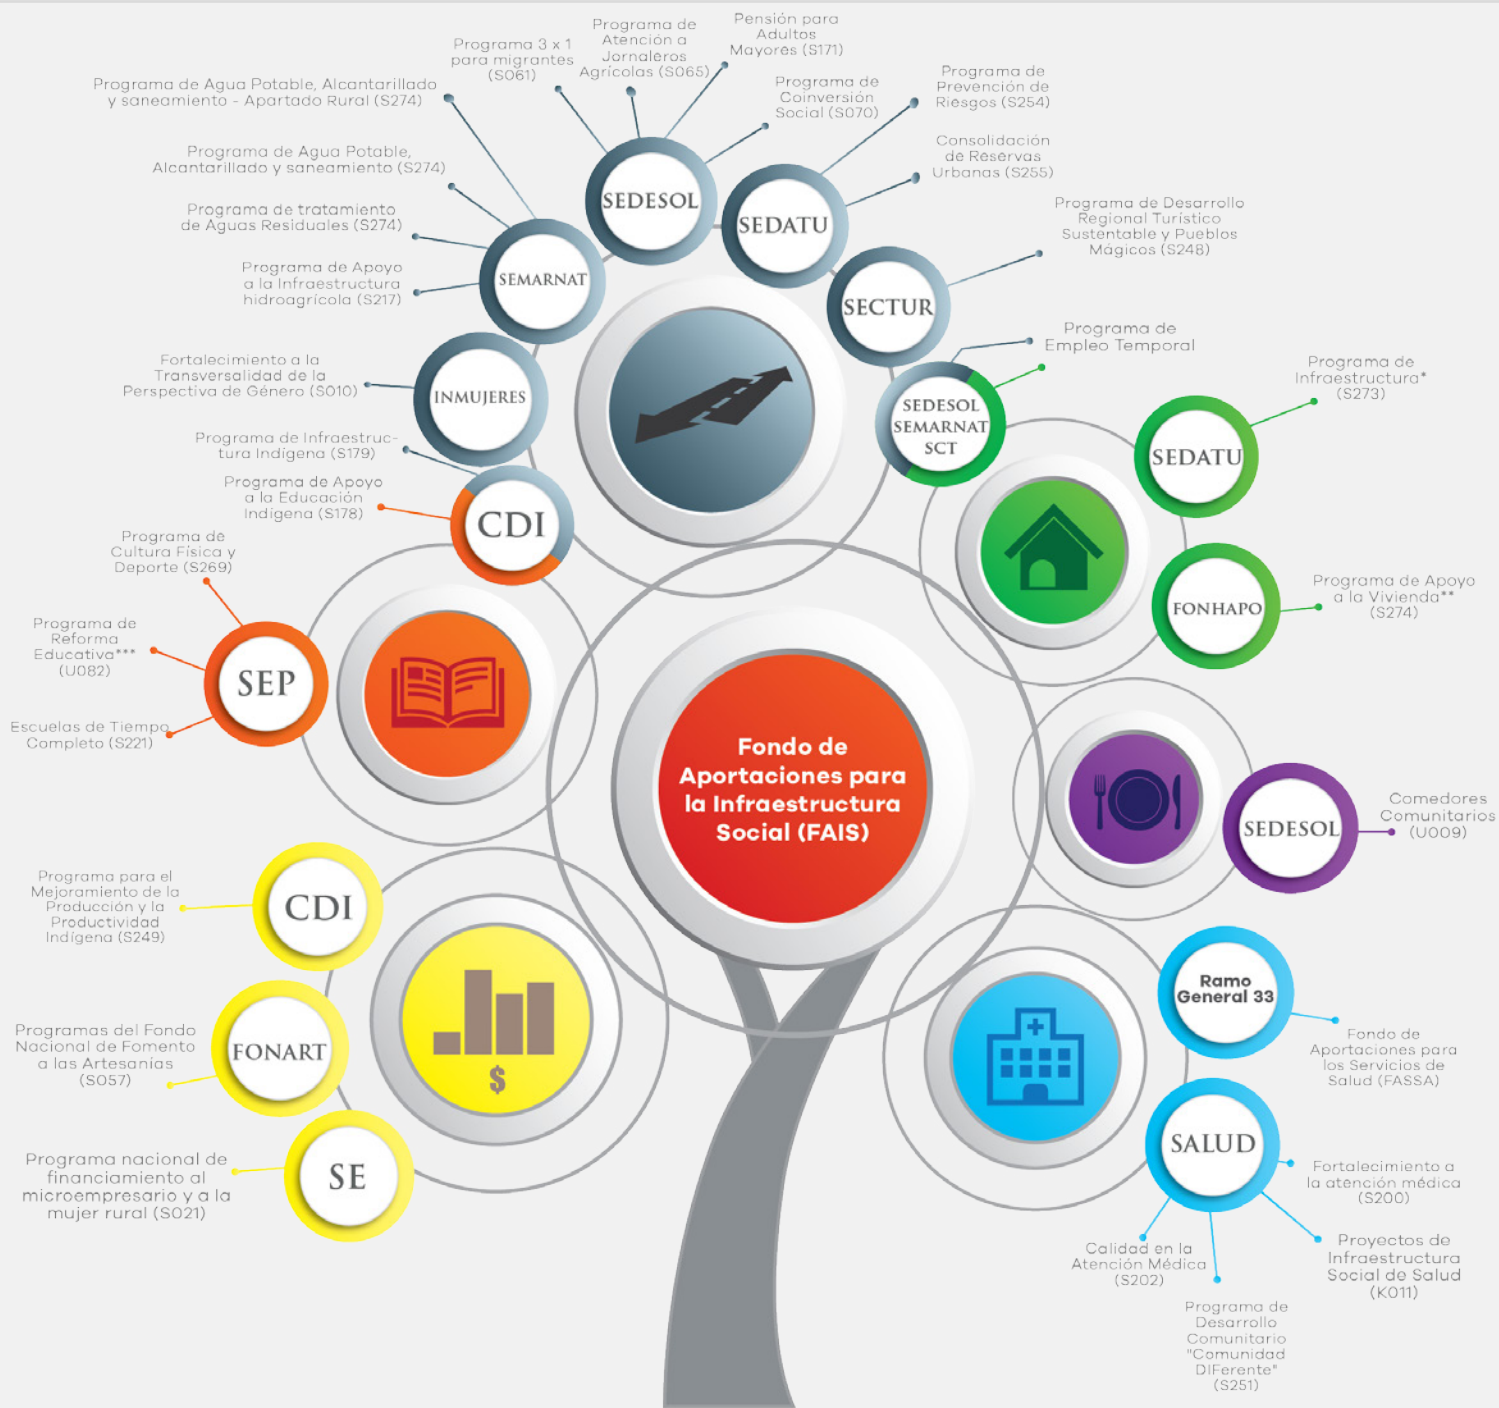 Programa de
Atención a
Jornaleros
Agrícolas (S065)
Pensión para
Adultos
Mayores (S171)
Programa 3 x 1
para migrantes
(S061)
Programa de Agua Potable, Alcantarillado
y saneamiento - Apartado Rural (S274)
Programa de
Coinversión
Social (S070)
Programa de
Prevención de
Riesgos (S254)
Programa de Agua Potable,
Alcantarillado y saneamiento (S274)
Consolidación
de Reservas
Urbanas (S255)
SEDESOL
SEDATU
Programa de tratamiento
de Aguas Residuales (S274)
Programa de Desarrollo
Regional Turístico
Sustentable y Pueblos
Mágicos (S248)
SEMARNAT
Programa de Apoyo
a la Infraestructura
hidroagrícola (S217)
SECTUR
Programa de
Empleo Temporal
Fortalecimiento a la
Transversalidad de la
Perspectiva de Género (S010)
INMUJERES
SEDESOL
SEMARNAT
SCT
Programa de
Infraestructura*
(S273)
SEDATU
Programa de Infraestruc-
tura Indígena (S179)
Programa de Apoyo
a la Educación
Indígena (S178)
CDI
Programa de
Cultura Física y
Deporte (S269)
FONHAPO
Programa de Apoyo
a la Vivienda**
(S274)
Programa de
Reforma
Educativa***
(U082)
SEP
Escuelas de Tiempo
Completo (S221)
Fondo de
Aportaciones para
la Infraestructura
Social (FAIS)
SEDESOL
Comedores
Comunitarios
(U009)
Programa para el
Mejoramiento de la
Producción y la
Productividad
Indígena (S249)
CDI
Ramo
General 33
Fondo de
Aportaciones para
los Servicios de
Salud (FASSA)
Programas del Fondo
Nacional de Fomento
a las Artesanías
(S057)
FONART
$
SALUD
Fortalecimiento a
la atención médica
(S200)
Programa nacional de
financiamiento al
microempresario y a la
mujer rural (S021)
SE
Calidad en la
Atención Médica
(S202)
Proyectos de
Infraestructura
Social de Salud
(K011)
Programa de
Desarrollo
Comunitario
"Comunidad
DIFerente"
(S251)